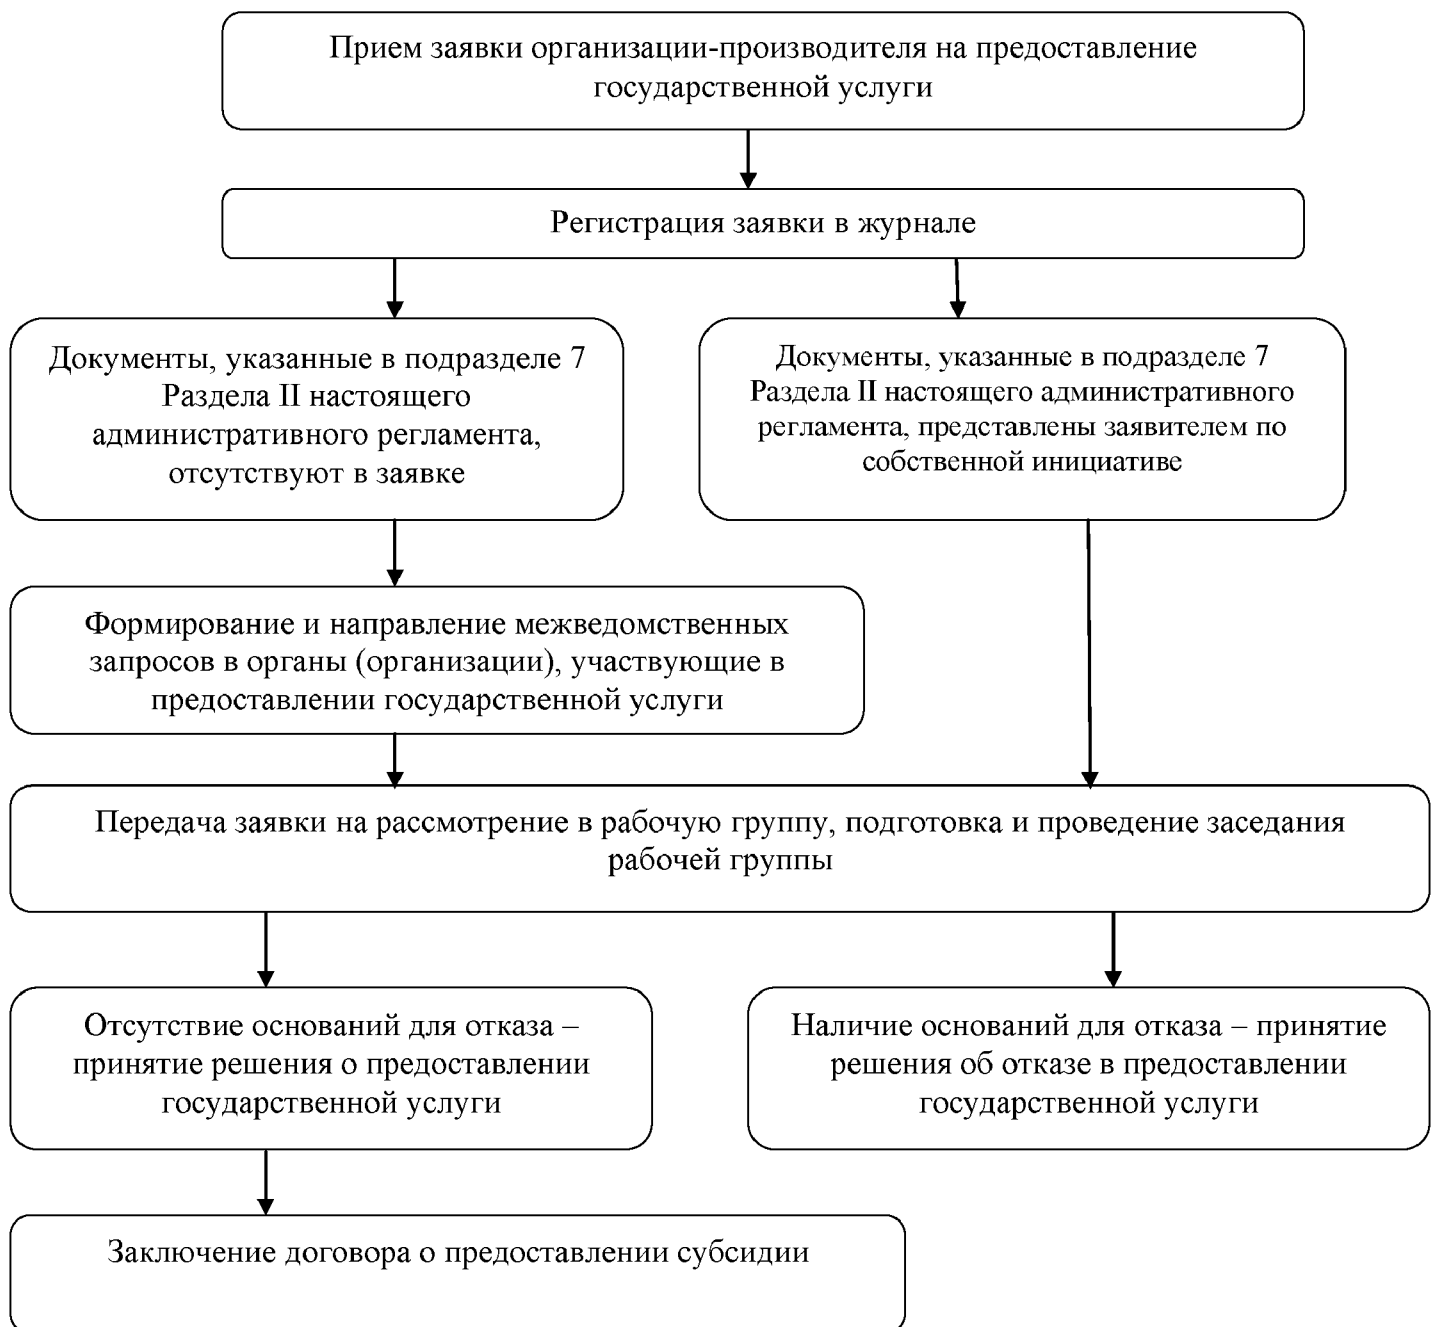 Прием заявки организации-производителя на предоставление
государственной услуги
Регистрация заявки в журнале
Документы, указанные в подразделе 7
Раздела II настоящего
административного регламента,
отсутствуют в заявке
Документы, указанные в подразделе 7
Раздела II настоящего административного
регламента, представлены заявителем по
собственной инициативе
Формирование и направление межведомственных
запросов в органы (организации), участвующие в
предоставлении государственной услуги
Передача заявки на рассмотрение в рабочую группу, подготовка и проведение заседания
рабочей группы
Отсутствие оснований для отказа –
принятие решения о предоставлении
государственной услуги
Наличие оснований для отказа – принятие
решения об отказе в предоставлении
государственной услуги
Заключение договора о предоставлении субсидии